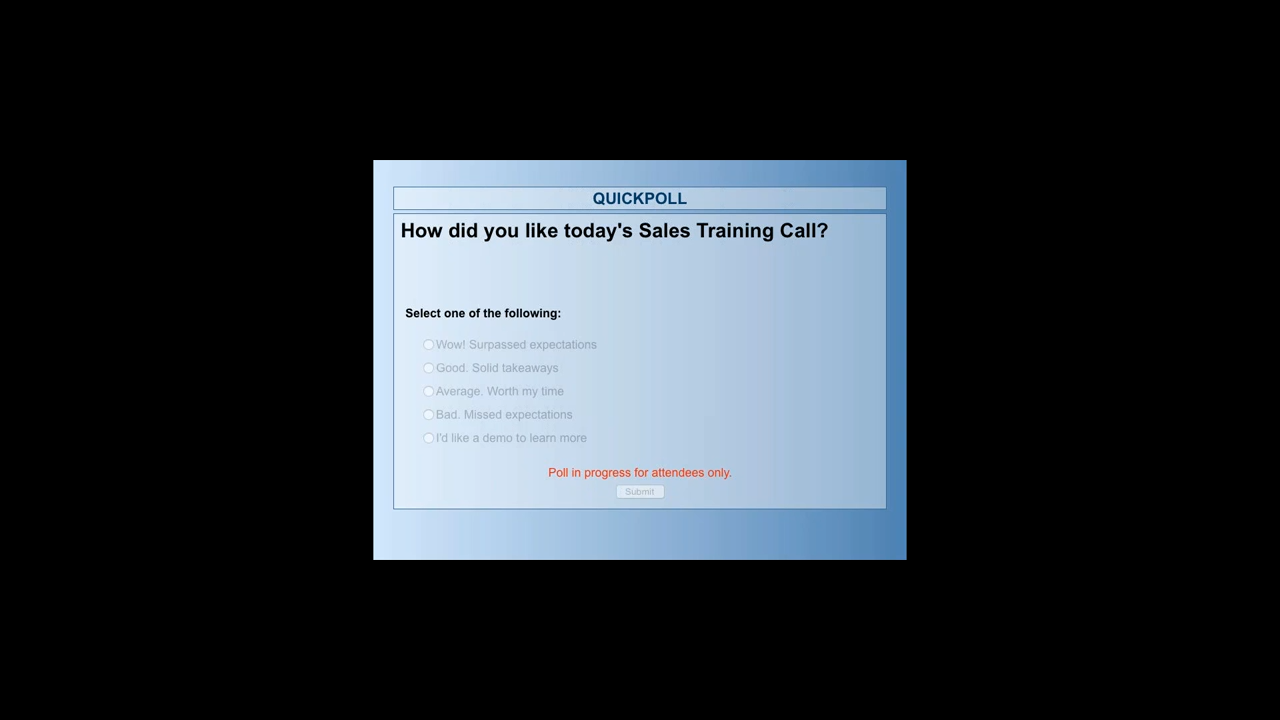 QUICKPOLL
How did you like today's Sales Training Call?
Select one of the following:
Wow! Surpassed expectations
Good. Solid takeaways
Average. Worth my time
Bad. Missed expectations
I'd like a demo to learn more
Poll in progress for attendees only.
Submit